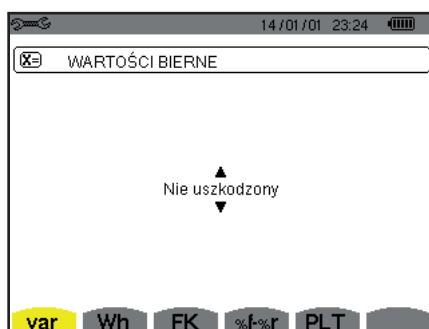 14/01/01 23:24
X= WARTOŚCI BIERNE
Nie uszkodzony
var Wh FK %f-%r PLT